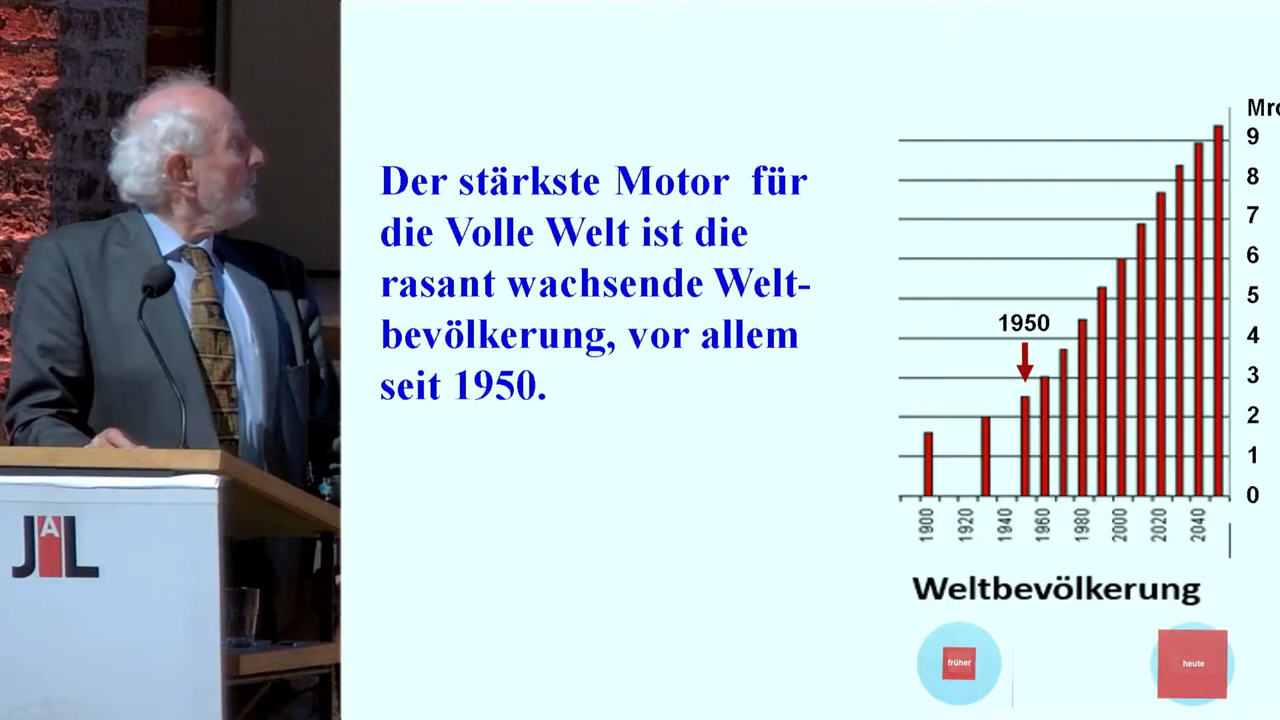 Der stärkste Motor für
die Volle Welt ist die
rasant wachsende Welt-
bevölkerung, vor allem
seit 1950.
Mrd
9
8
7
6
5
4
3
2
1
0
1950
1900
1920
1940
1960
1980
2000
2020
2040
Weltbevölkerung
früher
heute
JAL